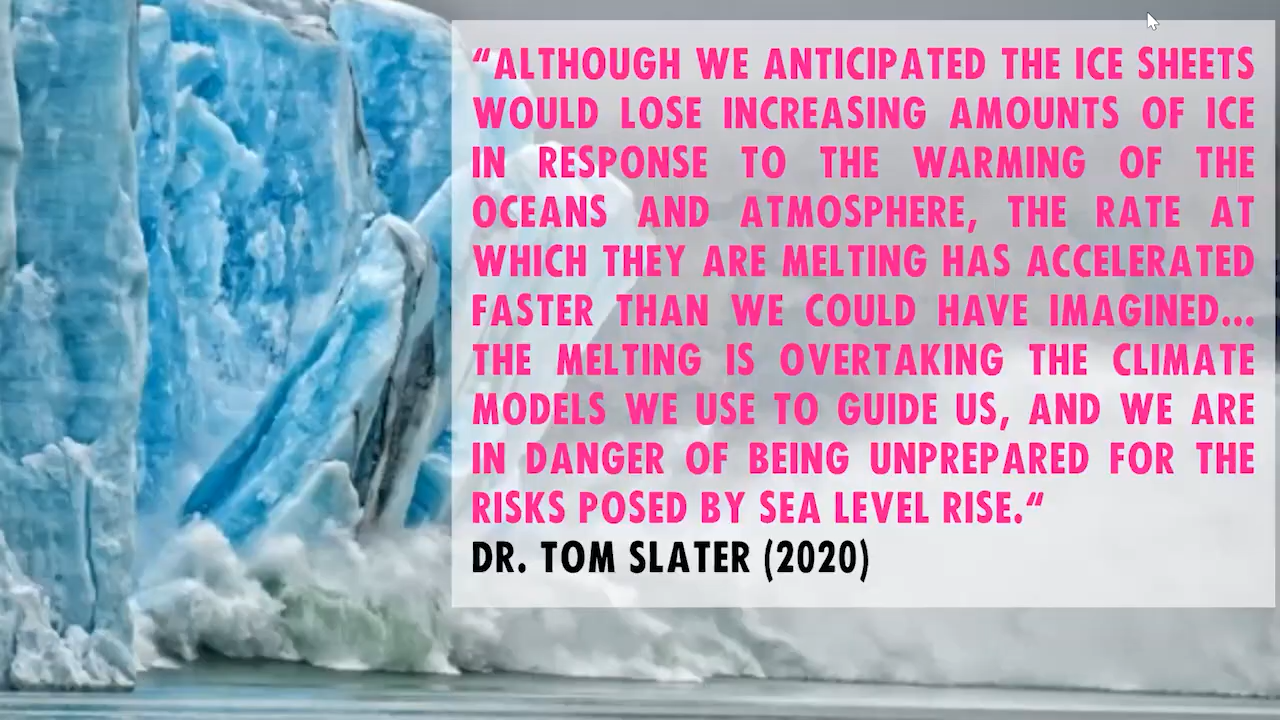 “ALTHOUGH WE ANTICIPATED THE ICE SHEETS
WOULD LOSE INCREASING AMOUNTS OF ICE
IN RESPONSE TO THE WARMING OF THE
OCEANS AND ATMOSPHERE, THE RATE AT
WHICH THEY ARE MELTING HAS ACCELERATED
FASTER THAN WE COULD HAVE IMAGINED...
THE MELTING IS OVERTAKING THE CLIMATE
MODELS WE USE TO GUIDE US, AND WE ARE
IN DANGER OF BEING UNPREPARED FOR THE
RISKS POSED BY SEA LEVEL RISE.“
DR. TOM SLATER (2020)